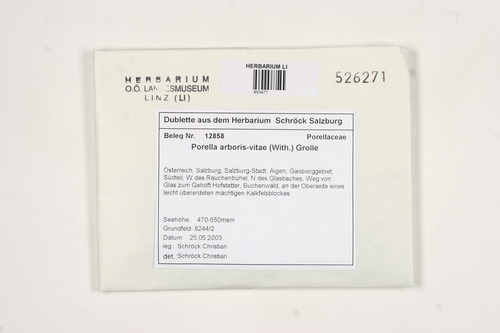 HERBARIUM LI
HERBARIUM
O.Ö. LANDESMUSEUM
LINZ (LI)
526271
Dublette aus dem Herbarium Schröck Salzburg
Beleg Nr. 12858 Porellaceae
Porella arboris-vitae (With.) Grolle
Österreich, Salzburg, Salzburg-Stadt, Aigen, Gaisberggebiet,
Südteil, W des Rauchenbühel, N des Glasbaches, Weg von
Glas zum Gehöft Hofstetter, Buchenwald, an der Oberseite eines
leicht übererdeten mächtigen Kalkfelsblockes.
Seehöhe: 470-650msm
Grundfeld: 8244/2
Datum: 25.05.2003
leg.: Schröck Christian
det.: Schröck Christian